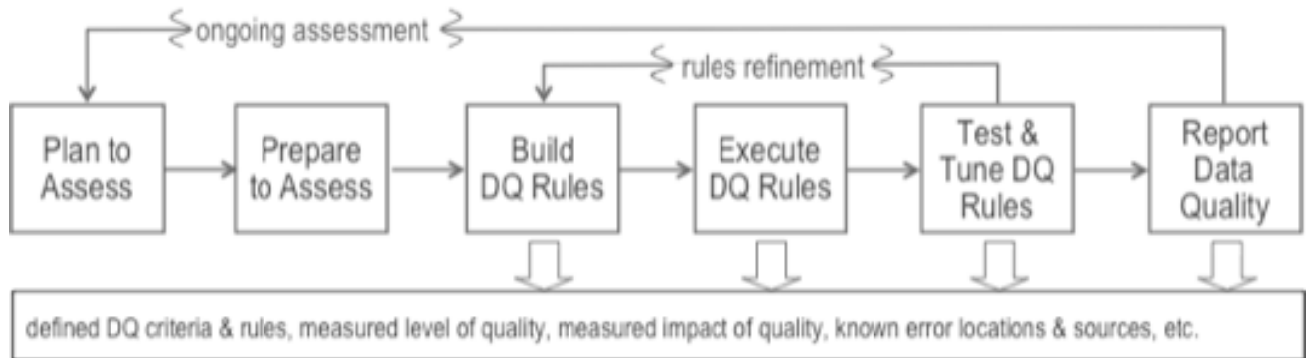 ongoing assessment
rules refinement
Plan to
Assess
Prepare
to Assess
Build
DQ Rules
Execute
DQ Rules
Test &
Tune DQ
Rules
Report
Data
Quality
defined DQ criteria & rules, measured level of quality, measured impact of quality, known error locations & sources, etc.